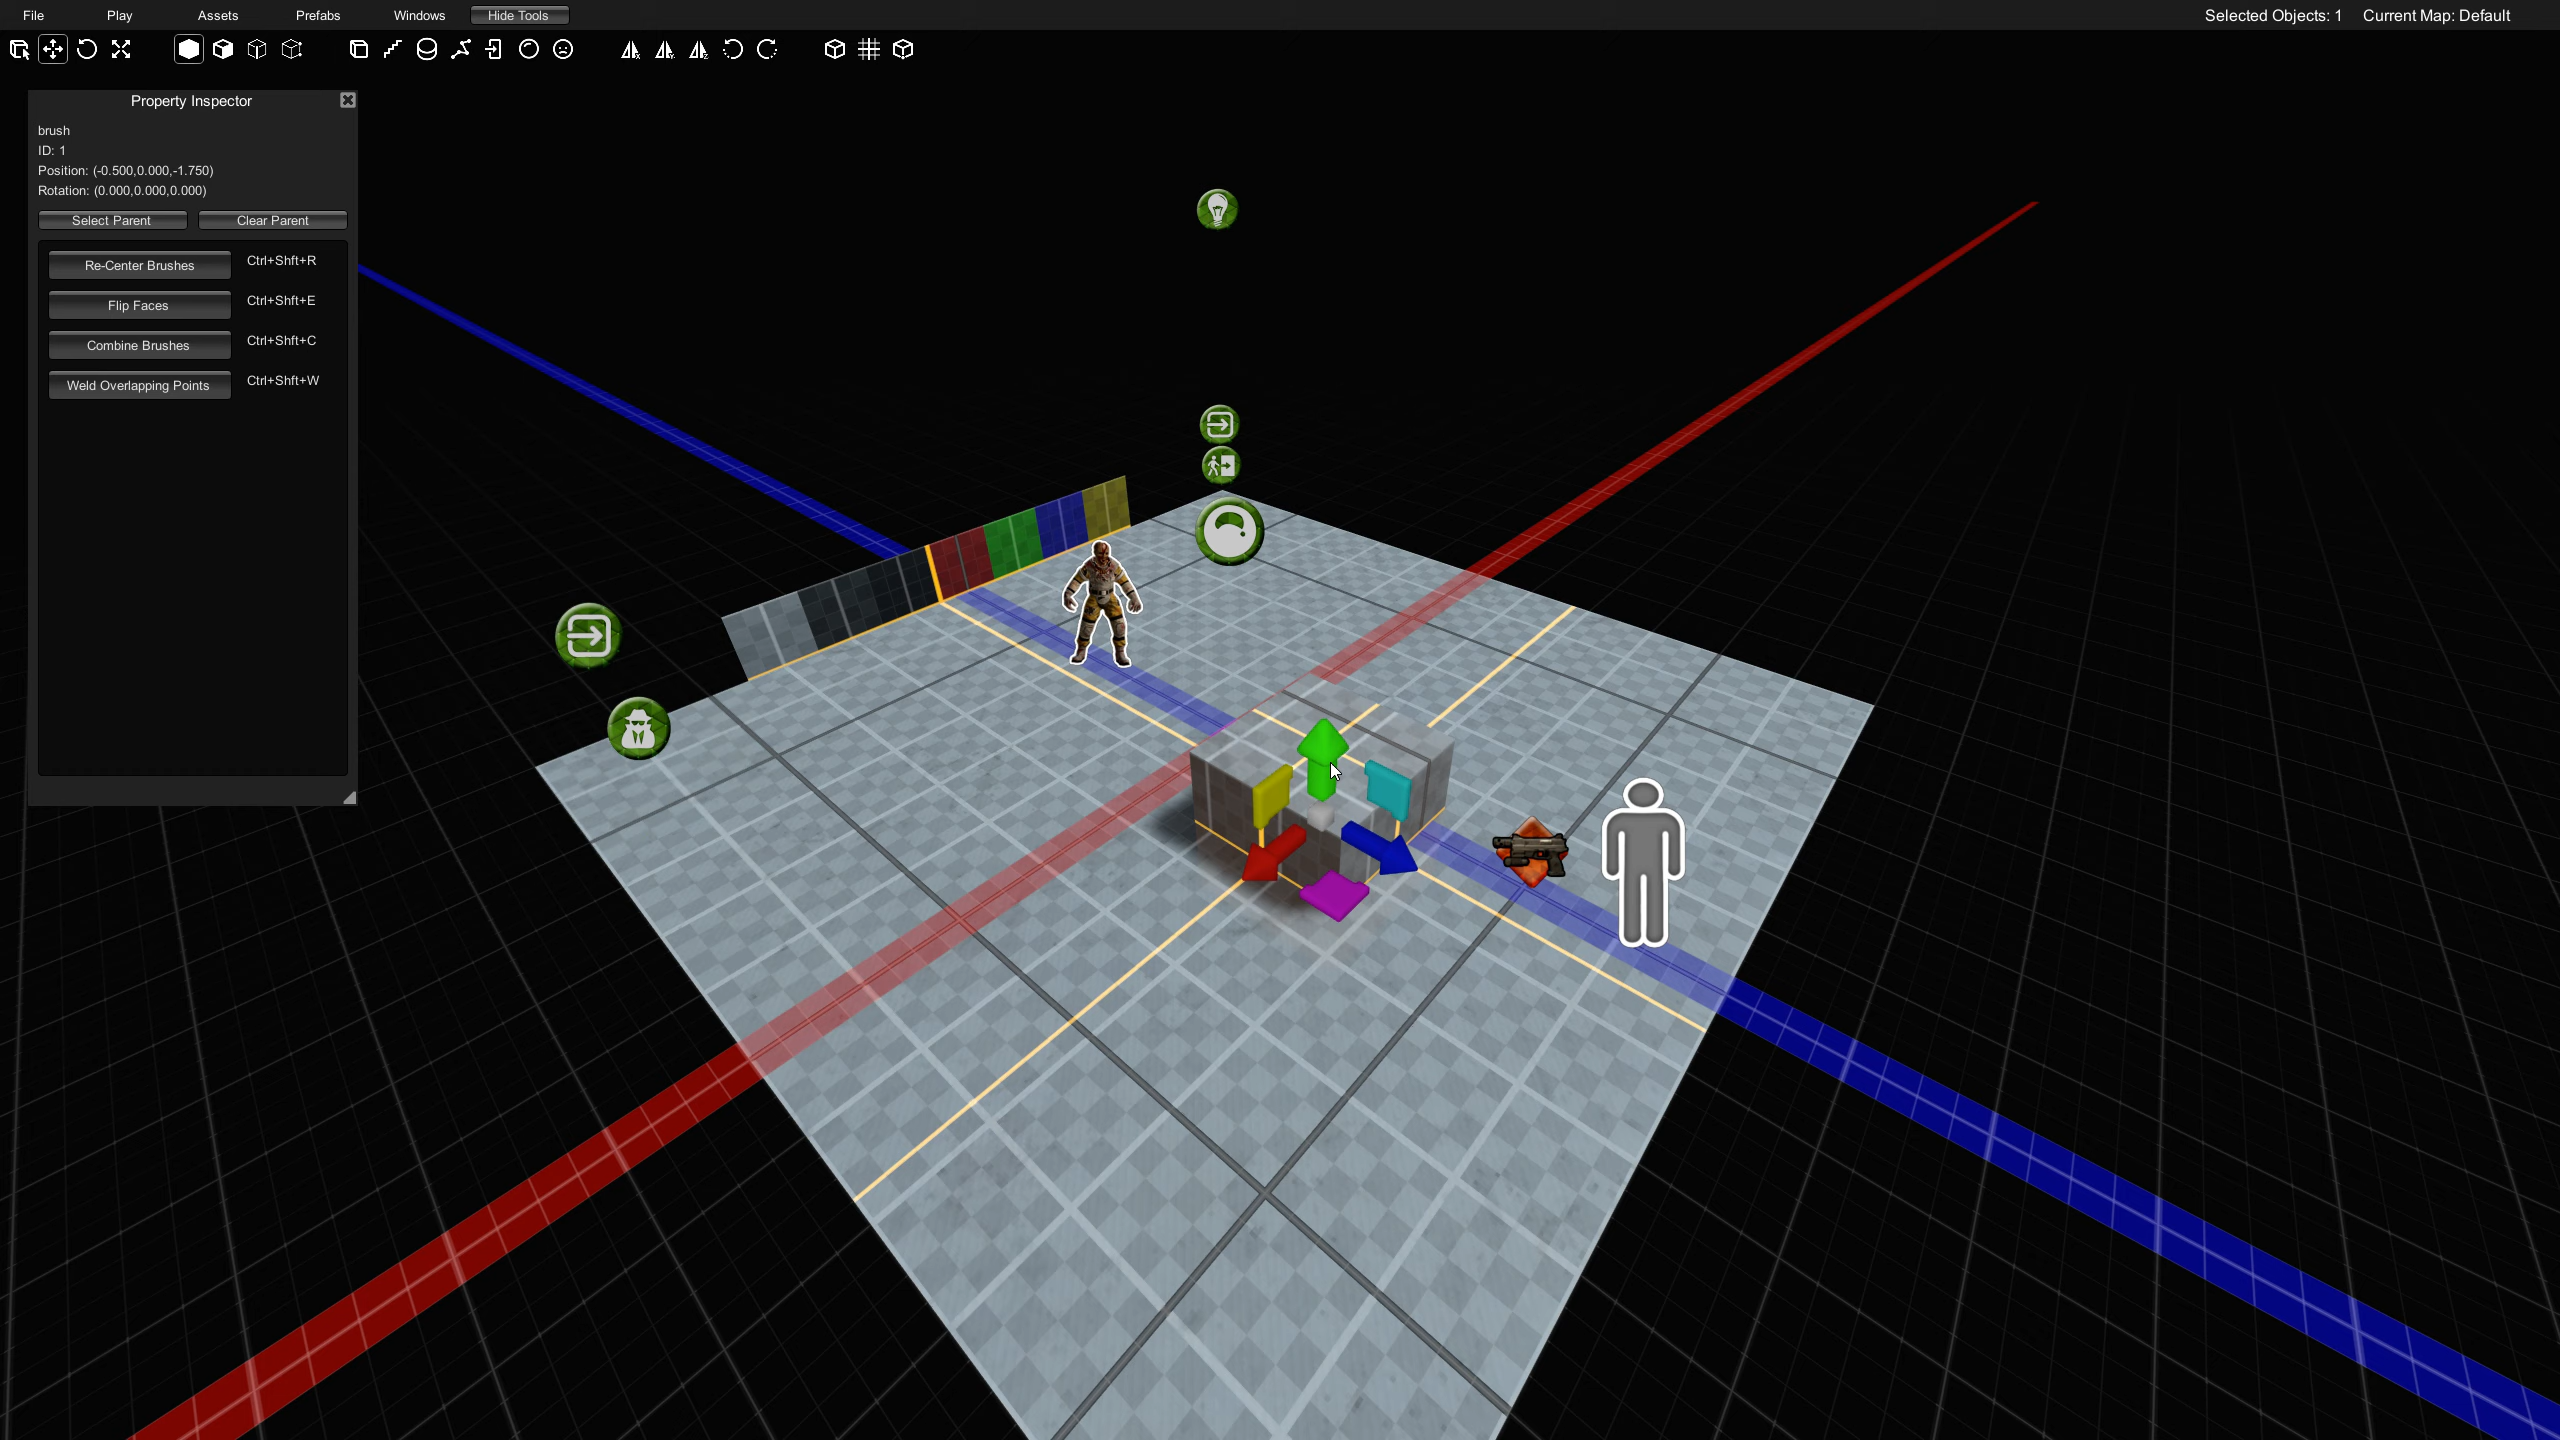 File Play Assets Prefabs Windows Hide Tools Selected Objects: 1 Current Map: Default
Property Inspector
brush
ID: 1
Position: (-0.500,0.000,-1.750)
Rotation: (0.000,0.000,0.000)
Select Parent Clear Parent
Re-Center Brushes Ctrl+Shft+R
Flip Faces Ctrl+Shft+E
Combine Brushes Ctrl+Shft+C
Weld Overlapping Points Ctrl+Shft+W